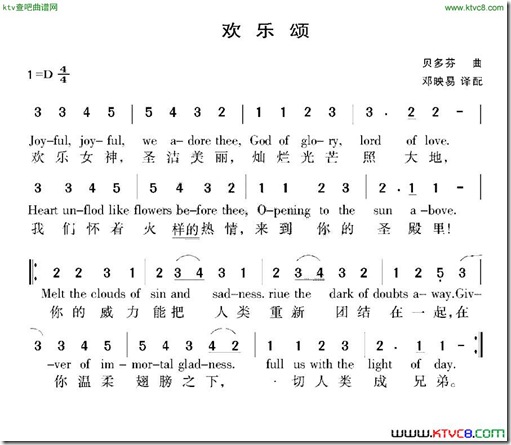 ktv查吧曲谱网
http://www.ktvc8.com
欢乐颂
1=D 4/4
贝多芬 曲
邓映易 译配
3 3 4 5 | 5 4 3 2 | 1 1 2 3 | 3 . 2 2 - |
Joy-ful, joy-ful, we a-dore thee, God of glo-ry, lord of love.
欢 乐 女 神, 圣 洁 美 丽, 灿 烂 光 芒 照 大 地,
3 3 4 5 | 5 4 3 2 | 1 1 2 3 | 2 . 1 1 - |
Heart un-flod like flowers be-fore thee, O-pening to the sun a-bove.
我 们 怀 着 火 样的热 情, 来 到 你 的 圣 殿 里!
2 2 3 1 | 2 3 4 3 1 | 2 3 4 3 2 | 1 2 5 3 |
Melt the clouds of sin and sad-ness. riue the dark of doubts a-way.Giv-
你 的 威 力 能 把 人 类 重 新 团 结 在 一 起, 在
3 3 4 5 | 5 4 3 4 2 | 1 1 2 3 | 2 . 1 1 - :||
-ver of im-mor-tal glad-ness. full us with the light of day.
你 温 柔 翅 膀 之 下, 一 切 人 类 成 兄 弟。
www.KTVC8.com